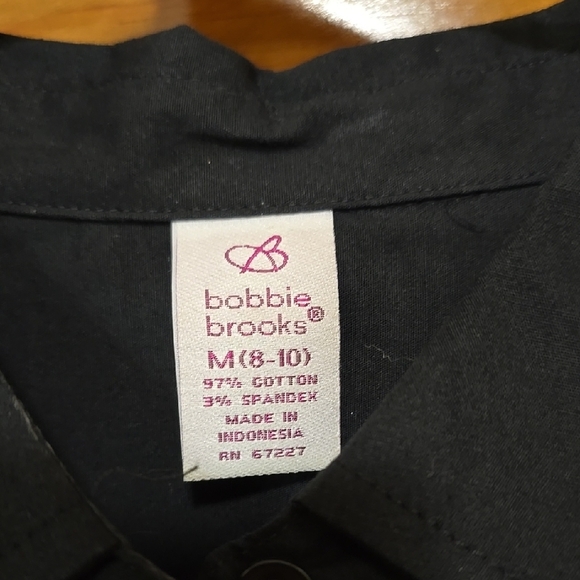 B
bobbie
brooks®
M(8-10)
97% COTTON
3% SPANDEX
MADE IN
INDONESIA
RN 67227